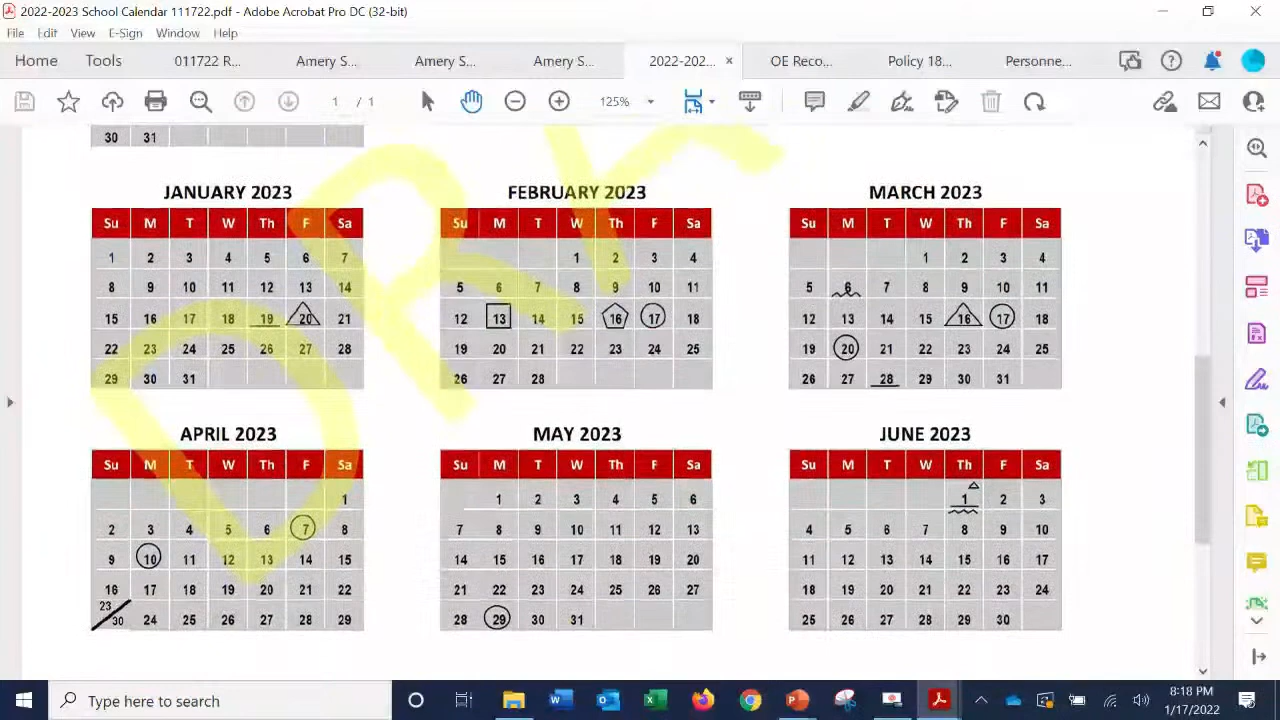 2022-2023 School Calendar 111722.pdf - Adobe Acrobat Pro DC (32-bit)
File Edit View E-Sign Window Help
Home Tools 011722 R... Amery S... Amery S... Amery S... 2022-202... × OE Reco... Policy 18... Personne...
1 / 1 125%
30 31
JANUARY 2023
Su M T W Th F Sa
1 2 3 4 5 6 7
8 9 10 11 12 13 14
15 16 17 18 19 20 21
22 23 24 25 26 27 28
29 30 31
FEBRUARY 2023
Su M T W Th F Sa
1 2 3 4
5 6 7 8 9 10 11
12 13 14 15 16 17 18
19 20 21 22 23 24 25
26 27 28
MARCH 2023
Su M T W Th F Sa
1 2 3 4
5 6 7 8 9 10 11
12 13 14 15 16 17 18
19 20 21 22 23 24 25
26 27 28 29 30 31
APRIL 2023
Su M T W Th F Sa
1
2 3 4 5 6 7 8
9 10 11 12 13 14 15
16 17 18 19 20 21 22
23/30 24 25 26 27 28 29
MAY 2023
Su M T W Th F Sa
1 2 3 4 5 6
7 8 9 10 11 12 13
14 15 16 17 18 19 20
21 22 23 24 25 26 27
28 29 30 31
JUNE 2023
Su M T W Th F Sa
1 2 3
4 5 6 7 8 9 10
11 12 13 14 15 16 17
18 19 20 21 22 23 24
25 26 27 28 29 30
Type here to search
8:18 PM
1/17/2022